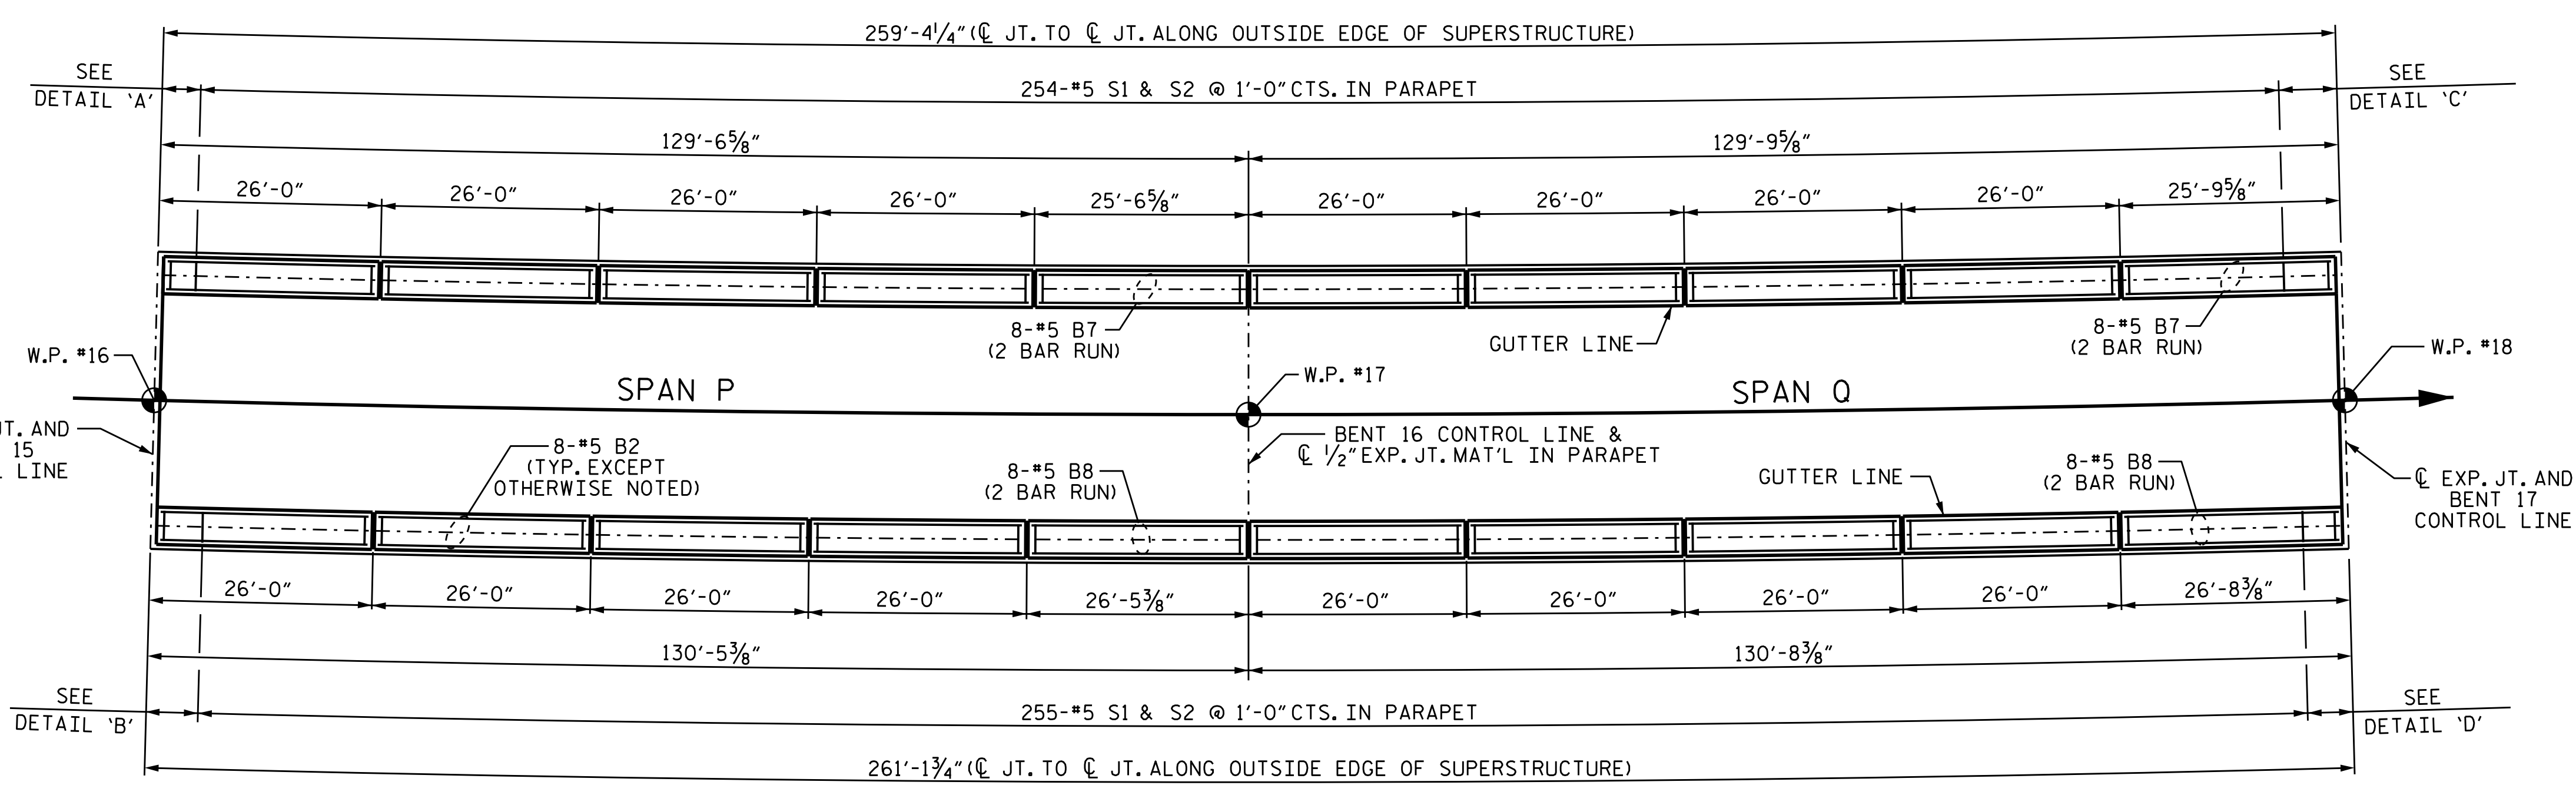 259'-4¼"(℄ JT. TO ℄ JT. ALONG OUTSIDE EDGE OF SUPERSTRUCTURE)
SEE
DETAIL 'A'
254-#5 S1 & S2 @ 1'-0"CTS. IN PARAPET
SEE
DETAIL 'C'
129'-6⅝"
129'-9⅝"
26'-0"
26'-0"
26'-0"
26'-0"
25'-6⅝"
26'-0"
26'-0"
26'-0"
26'-0"
25'-9⅝"
8-#5 B7
(2 BAR RUN)
GUTTER LINE
8-#5 B7
(2 BAR RUN)
W.P. #16
W.P. #17
W.P. #18
SPAN P
SPAN Q
JT. AND
15
LINE
8-#5 B2
(TYP. EXCEPT
OTHERWISE NOTED)
8-#5 B8
(2 BAR RUN)
BENT 16 CONTROL LINE &
℄ ½"EXP. JT. MAT'L IN PARAPET
GUTTER LINE
8-#5 B8
(2 BAR RUN)
℄ EXP. JT. AND
BENT 17
CONTROL LINE
26'-0"
26'-0"
26'-0"
26'-0"
26'-5⅜"
26'-0"
26'-0"
26'-0"
26'-0"
26'-8⅜"
130'-5⅜"
130'-8⅜"
SEE
DETAIL 'B'
255-#5 S1 & S2 @ 1'-0"CTS. IN PARAPET
SEE
DETAIL 'D'
261'-1¾"(℄ JT. TO ℄ JT. ALONG OUTSIDE EDGE OF SUPERSTRUCTURE)